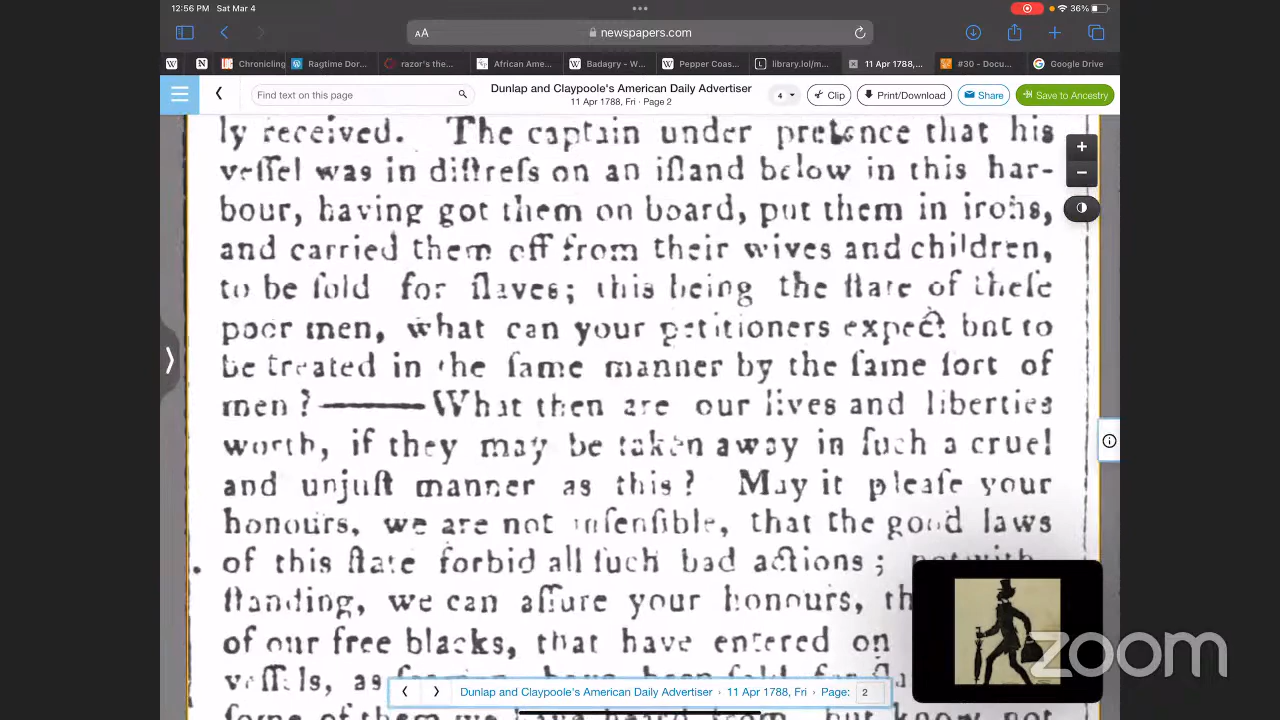 12:56 PM Sat Mar 4
36%
AA newspapers.com
W N Chronicling Ragtime Dor... razor's the... African Ame... Badagry - W... Pepper Coas... library.lol/m... 11 Apr 1788,... #30 - Docu... Google Drive
Find text on this page
Dunlap and Claypoole's American Daily Advertiser
11 Apr 1788, Fri · Page 2
4 Clip Print/Download Share Save to Ancestry
ly received. The captain under pretence that his
veſſel was in diſtreſs on an iſland below in this har-
bour, having got them on board, put them in irons,
and carried them off from their wives and children,
to be ſold for ſlaves; this being the ſtate of theſe
poor men, what can your petitioners expect bnt to
be treated in the ſame manner by the ſame ſort of
men?——What then are our lives and liberties
worth, if they may be taken away in ſuch a cruel
and unjuſt manner as this? May it pleaſe your
honours, we are not inſenſible, that the good laws
of this ſtate forbid all ſuch bad actions;
ſtanding, we can aſſure your honours,
of our free blacks, that have entered on
veſſels, as
Dunlap and Claypoole's American Daily Advertiser · 11 Apr 1788, Fri · Page: 2
zoom